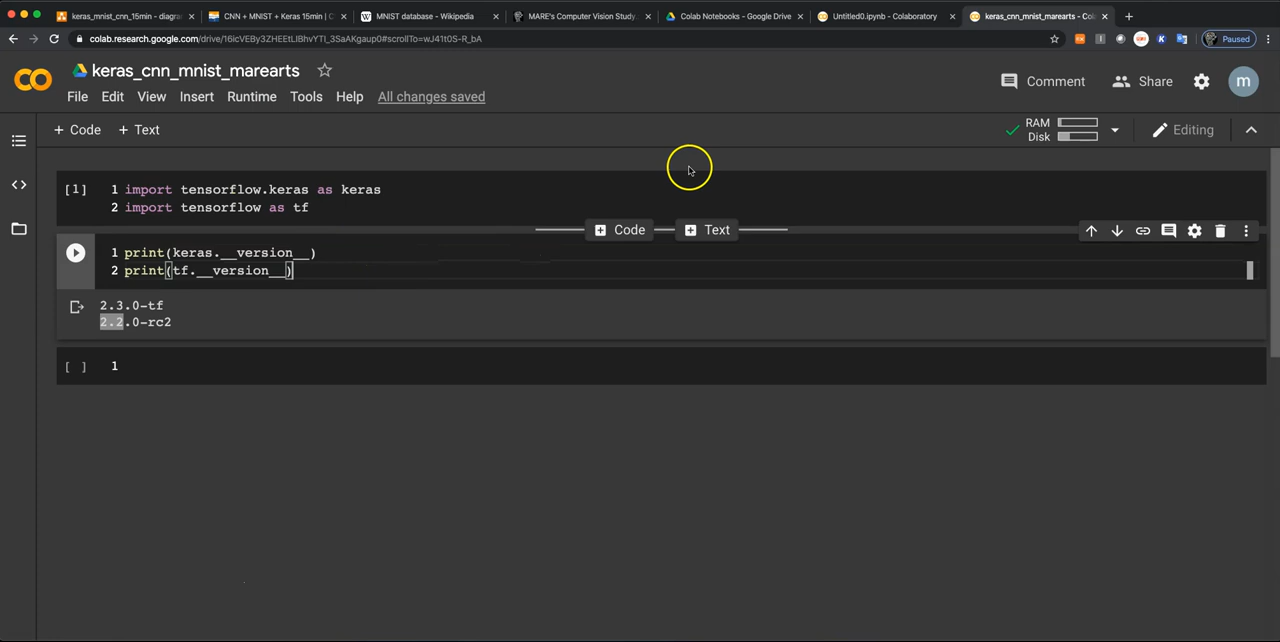 keras_mnist_cnn_15min - diagra
CNN + MNIST + Keras 15min | C
MNIST database - Wikipedia
MARE's Computer Vision Study.
Colab Notebooks - Google Drive
Untitled0.ipynb - Colaboratory
keras_cnn_mnist_marearts - Col
colab.research.google.com/drive/16icVEBy3ZHEEtLIBhvYTl_3SaAKgaup0#scrollTo=wJ41t0S-R_bA
Paused
keras_cnn_mnist_marearts
Comment
Share
m
File Edit View Insert Runtime Tools Help All changes saved
+ Code + Text
RAM
Disk
Editing
[1] 1 import tensorflow.keras as keras
2 import tensorflow as tf
Code
Text
1 print(keras.__version__)
2 print(tf.__version__)
2.3.0-tf
2.2.0-rc2
[ ] 1